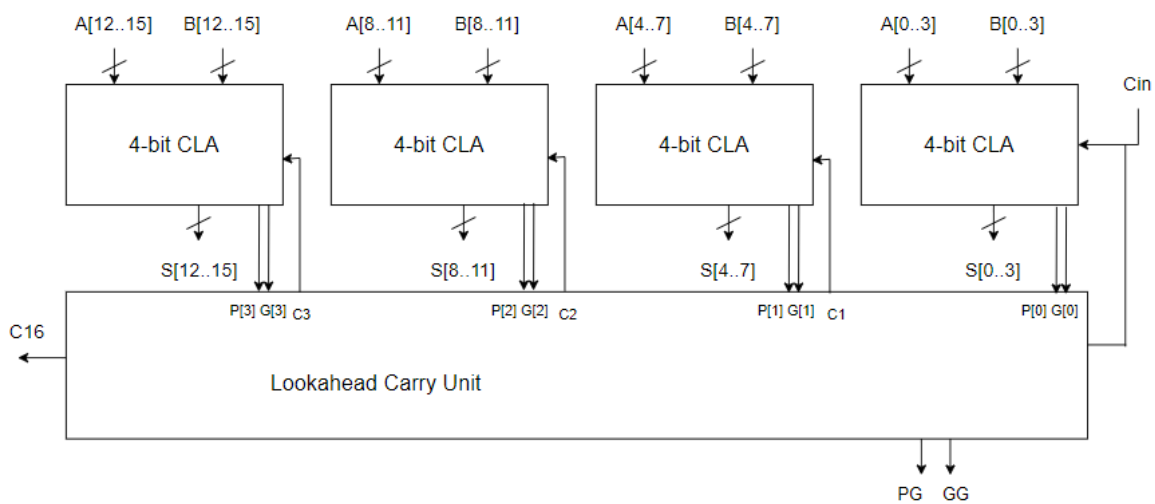 A[12..15] B[12..15] A[8..11] B[8..11] A[4..7] B[4..7] A[0..3] B[0..3]
Cin
4-bit CLA 4-bit CLA 4-bit CLA 4-bit CLA
S[12..15] S[8..11] S[4..7] S[0..3]
P[3] G[3] C3 P[2] G[2] C2 P[1] G[1] C1 P[0] G[0]
C16
Lookahead Carry Unit
PG GG